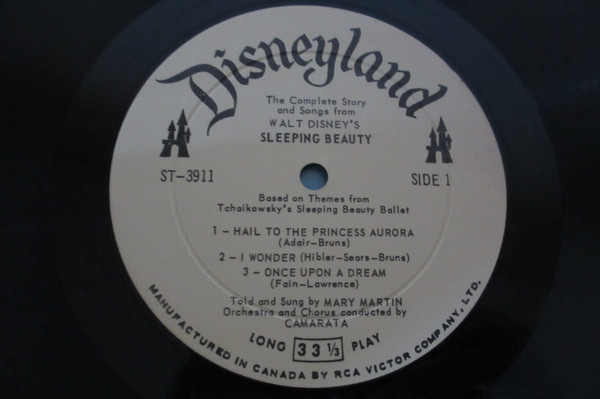 Disneyland
The Complete Story
and Songs from
WALT DISNEY'S
SLEEPING BEAUTY
ST-3911
SIDE 1
Based on Themes from
Tchaikowsky's Sleeping Beauty Ballet
1 – HAIL TO THE PRINCESS AURORA
(Adair-Bruns)
2 – I WONDER (Hibler-Sears-Bruns)
3 – ONCE UPON A DREAM
(Fain-Lawrence)
Told and Sung by MARY MARTIN
Orchestra and Chorus conducted by
CAMARATA
LONG 33 ⅓ PLAY
MANUFACTURED IN CANADA BY RCA VICTOR COMPANY, LTD.